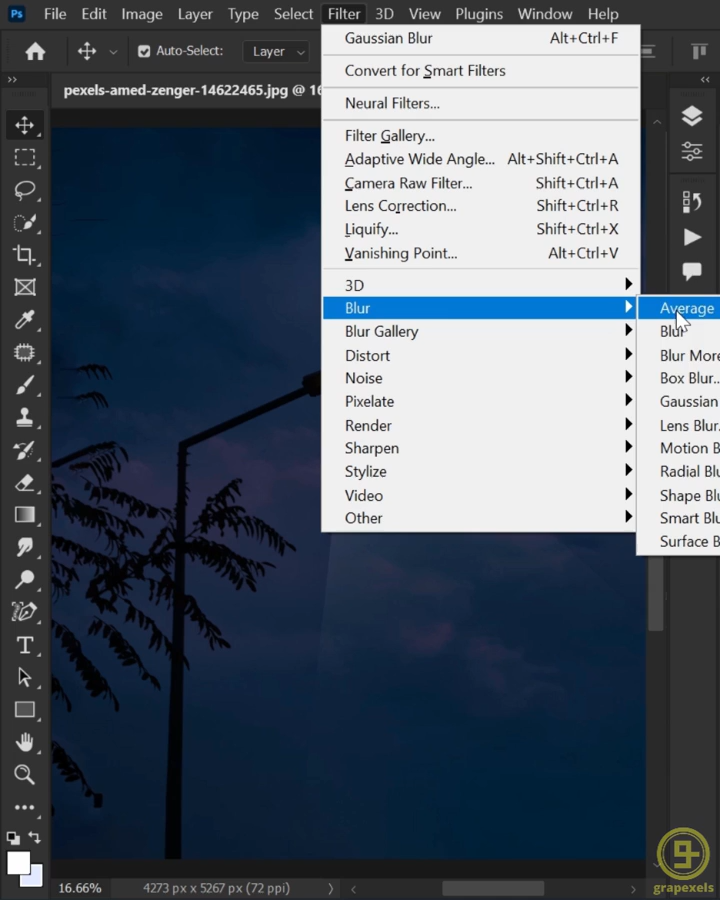 Ps File Edit Image Layer Type Select Filter 3D View Plugins Window Help
Auto-Select: Layer
pexels-amed-zenger-14622465.jpg @ 16
Gaussian Blur Alt+Ctrl+F
Convert for Smart Filters
Neural Filters...
Filter Gallery...
Adaptive Wide Angle... Alt+Shift+Ctrl+A
Camera Raw Filter... Shift+Ctrl+A
Lens Correction... Shift+Ctrl+R
Liquify... Shift+Ctrl+X
Vanishing Point... Alt+Ctrl+V
3D
Blur
Blur Gallery
Distort
Noise
Pixelate
Render
Sharpen
Stylize
Video
Other
Average
Blur
Blur More
Box Blur..
Gaussian
Lens Blur.
Motion B
Radial Blu
Shape Blu
Smart Blu
Surface B
16.66% 4273 px x 5267 px (72 ppi)
grapexels